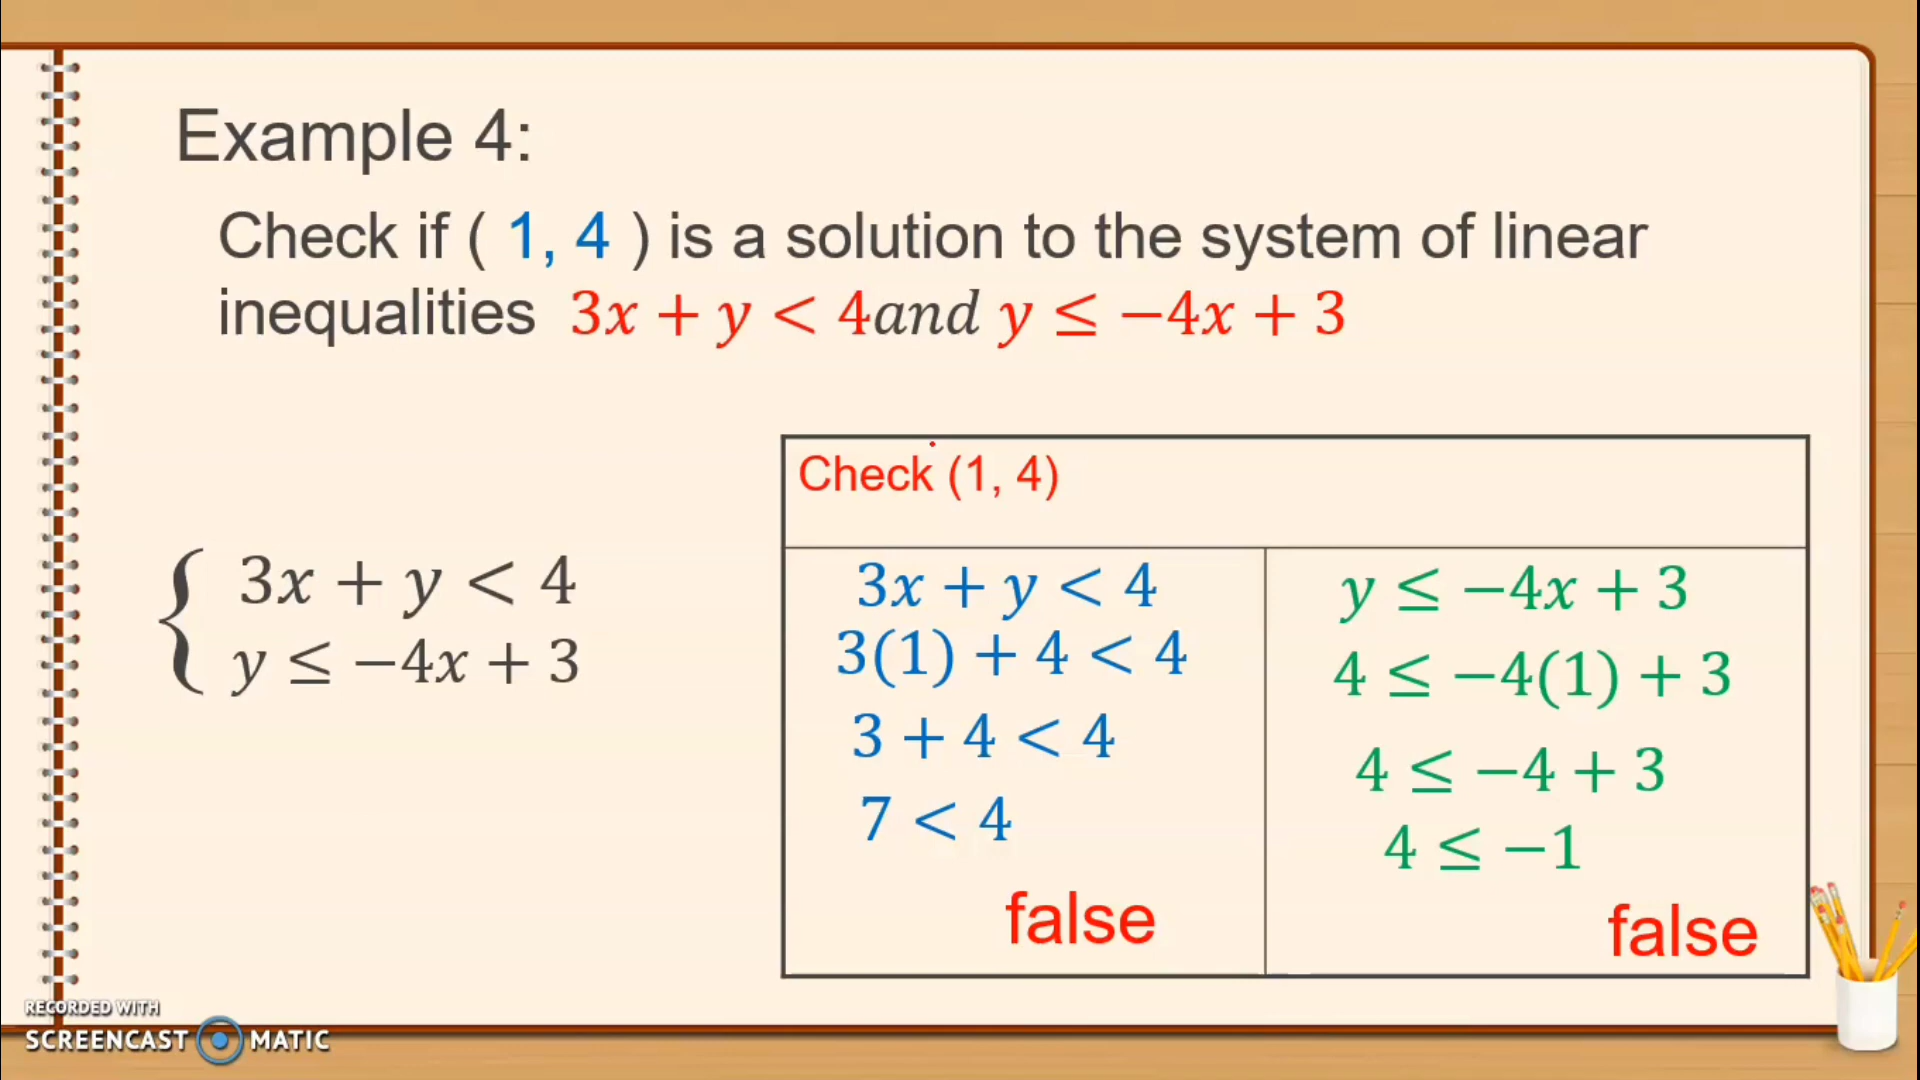 Example 4:
Check if ( 1, 4 ) is a solution to the system of linear
inequalities 3x + y < 4and y ≤ −4x + 3
3x + y < 4
y ≤ −4x + 3
Check (1, 4)
3x + y < 4
3(1) + 4 < 4
3 + 4 < 4
7 < 4
false
y ≤ −4x + 3
4 ≤ −4(1) + 3
4 ≤ −4 + 3
4 ≤ −1
false
RECORDED WITH
SCREENCAST MATIC